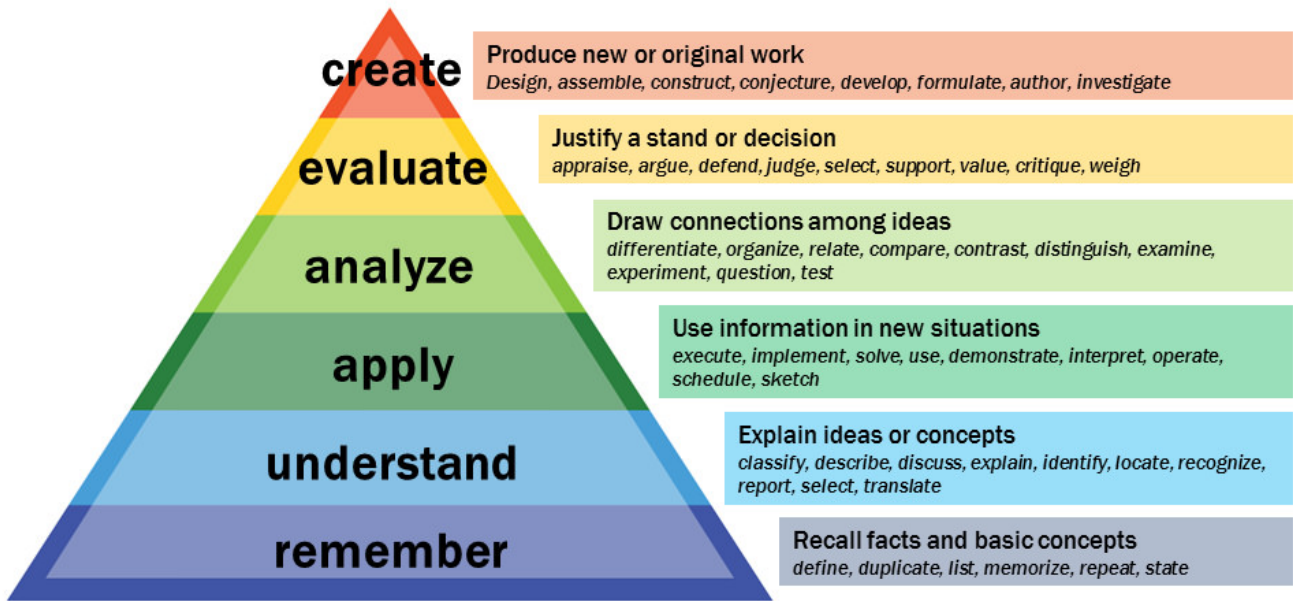 create
Produce new or original work
Design, assemble, construct, conjecture, develop, formulate, author, investigate
evaluate
Justify a stand or decision
appraise, argue, defend, judge, select, support, value, critique, weigh
analyze
Draw connections among ideas
differentiate, organize, relate, compare, contrast, distinguish, examine,
experiment, question, test
apply
Use information in new situations
execute, implement, solve, use, demonstrate, interpret, operate,
schedule, sketch
understand
Explain ideas or concepts
classify, describe, discuss, explain, identify, locate, recognize,
report, select, translate
remember
Recall facts and basic concepts
define, duplicate, list, memorize, repeat, state